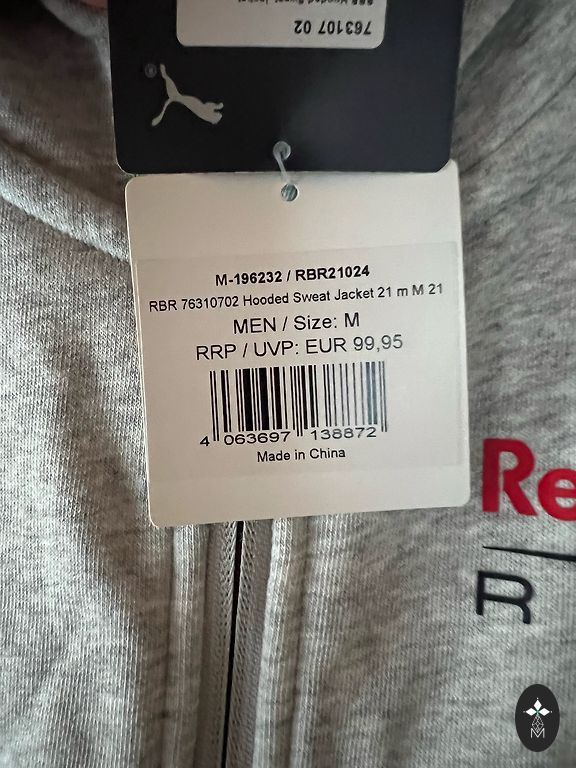 763107 02
M-196232 / RBR21024
RBR 76310702 Hooded Sweat Jacket 21 m M 21
MEN / Size: M
RRP / UVP: EUR 99,95
4 063697 138872
Made in China
Re
R
M